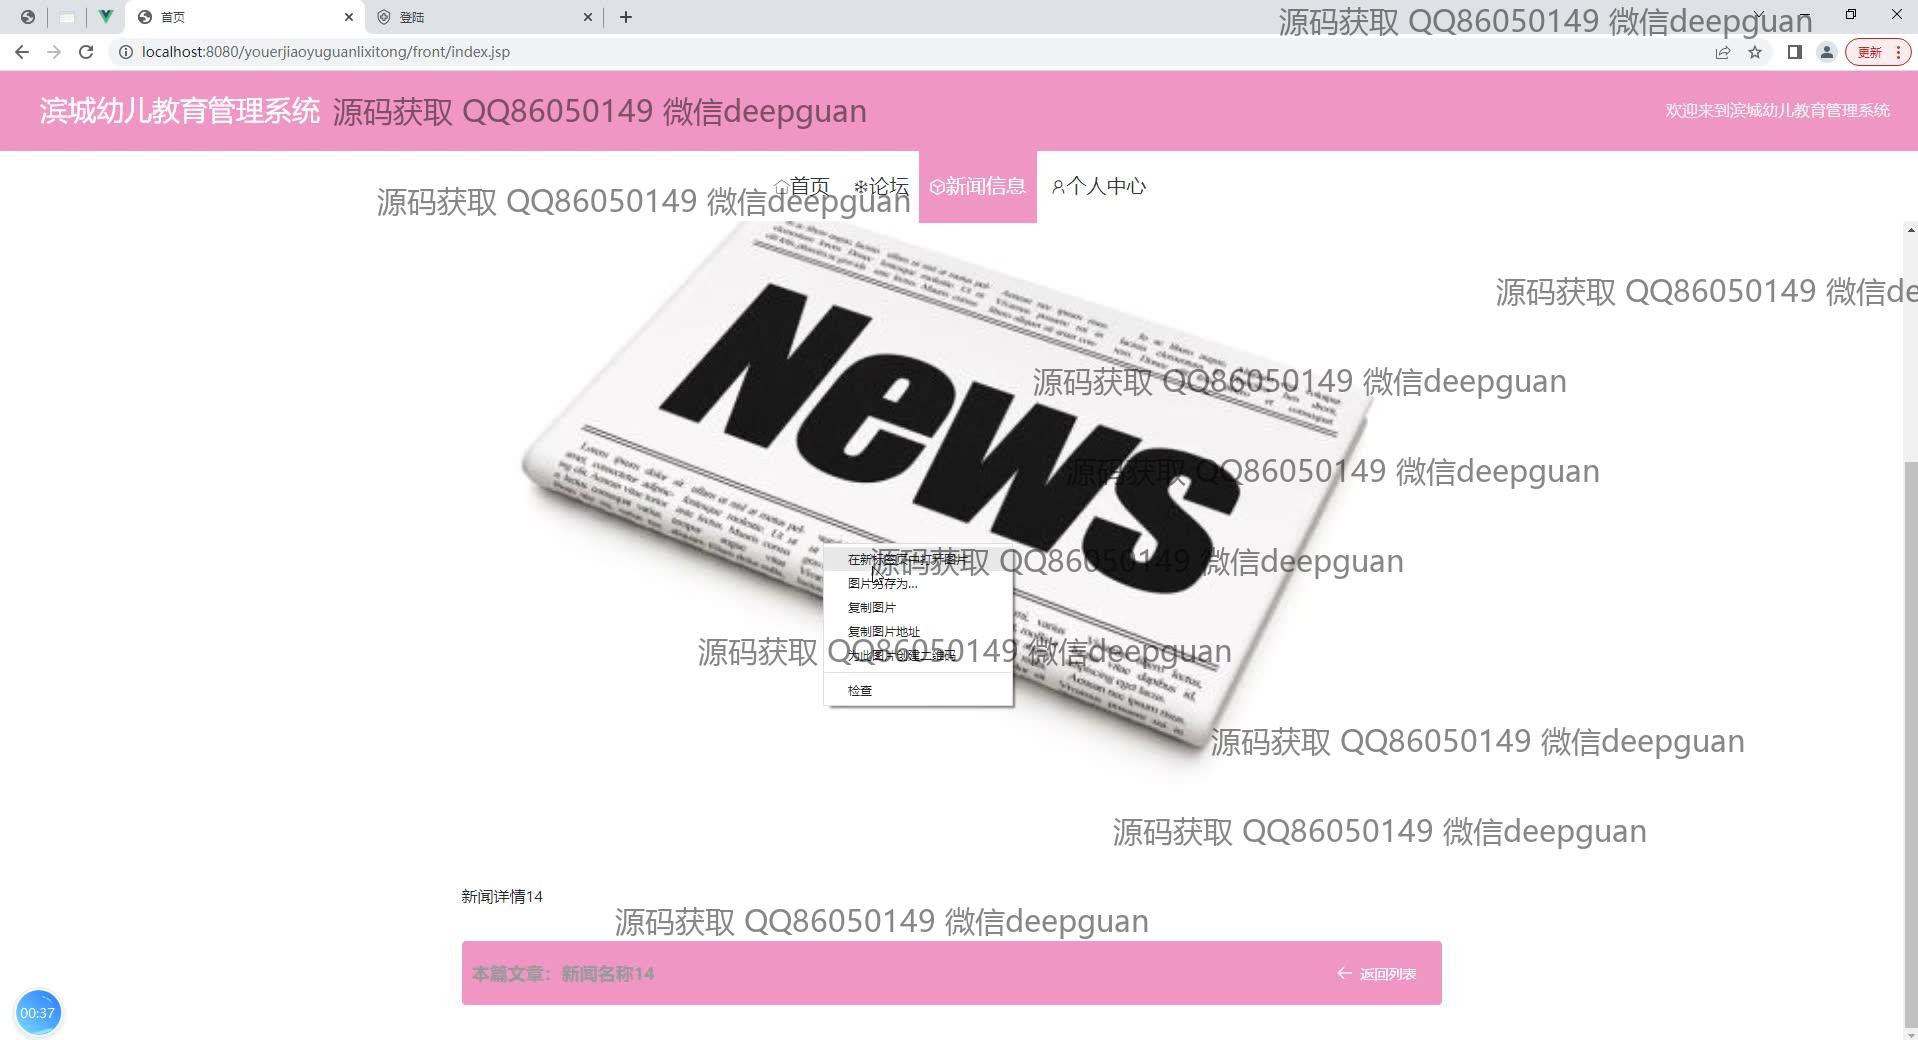 首页
登陆
源码获取 QQ86050149 微信deepguan
localhost:8080/youerjiaoyuguanlixitong/front/index.jsp
更新
滨城幼儿教育管理系统
源码获取 QQ86050149 微信deepguan
欢迎来到滨城幼儿教育管理系统
首页
论坛
新闻信息
个人中心
源码获取 QQ86050149 微信deepguan
源码获取 QQ86050149 微信de
News
源码获取 QQ86050149 微信deepguan
源码获取 QQ86050149 微信deepguan
在新标签页中打开图片
源码获取 QQ86050149 微信deepguan
图片另存为...
复制图片
复制图片地址
源码获取 QQ86050149 微信deepguan
为此图片创建二维码
检查
源码获取 QQ86050149 微信deepguan
源码获取 QQ86050149 微信deepguan
新闻详情14
源码获取 QQ86050149 微信deepguan
本篇文章：新闻名称14
返回列表
00:37